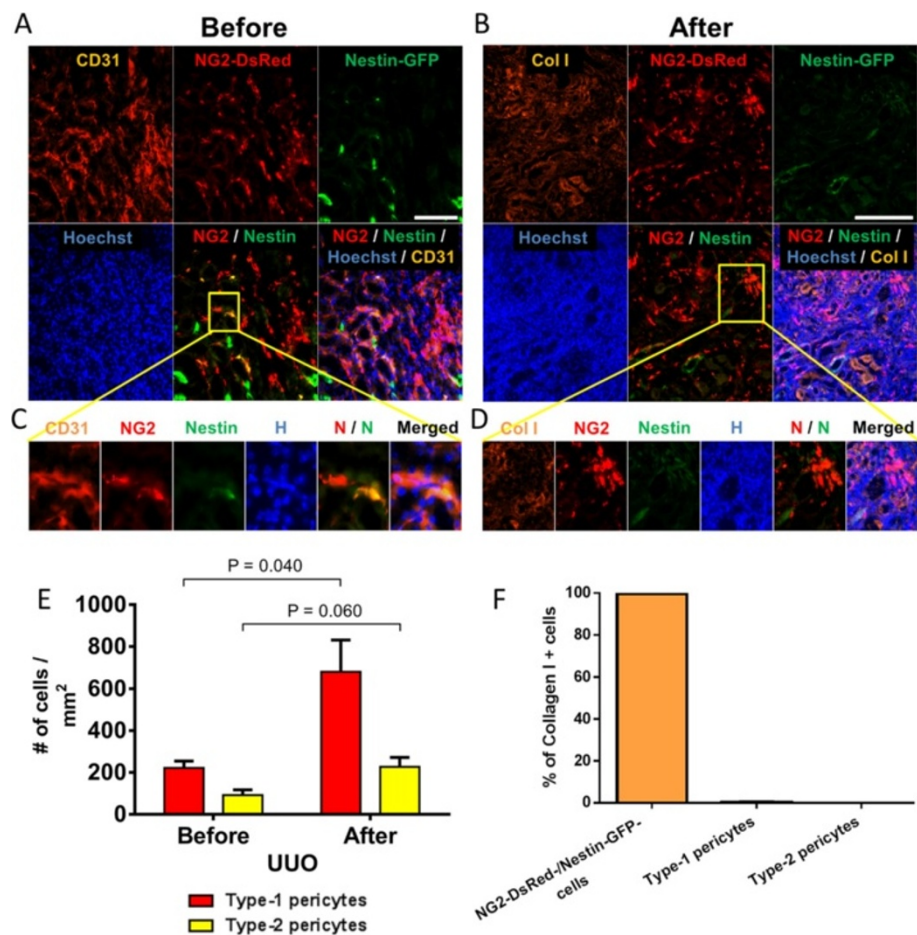 A
Before
CD31
NG2-DsRed
Nestin-GFP
Hoechst
NG2 / Nestin
NG2 / Nestin /
Hoechst / CD31
B
After
Col I
NG2-DsRed
Nestin-GFP
Hoechst
NG2 / Nestin
NG2 / Nestin /
Hoechst / Col I
C
CD31
NG2
Nestin
H
N / N
Merged
D
Col I
NG2
Nestin
H
N / N
Merged
E
P = 0.040
P = 0.060
# of cells /
mm2
1000
800
600
400
200
0
Before
After
UUO
Type-1 pericytes
Type-2 pericytes
F
% of Collagen I + cells
100
80
60
40
20
0
NG2-DsRed-/Nestin-GFP-
cells
Type-1 pericytes
Type-2 pericytes